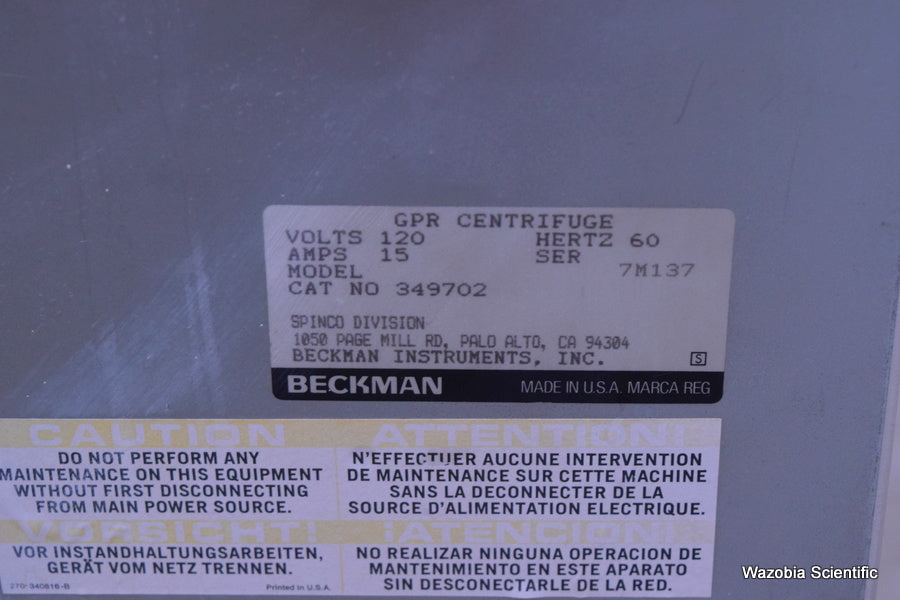 GPR CENTRIFUGE
VOLTS 120 HERTZ 60
AMPS 15 SER
MODEL 7M137
CAT NO 349702
SPINCO DIVISION
1050 PAGE MILL RD, PALO ALTO, CA 94304
BECKMAN INSTRUMENTS, INC. S
BECKMAN MADE IN U.S.A. MARCA REG
CAUTION
DO NOT PERFORM ANY
MAINTENANCE ON THIS EQUIPMENT
WITHOUT FIRST DISCONNECTING
FROM MAIN POWER SOURCE.
ATTENTION!
N'EFFECTUER AUCUNE INTERVENTION
DE MAINTENANCE SUR CETTE MACHINE
SANS LA DECONNECTER DE LA
SOURCE D'ALIMENTATION ELECTRIQUE.
VORSICHT!
VOR INSTANDHALTUNGSARBEITEN,
GERÄT VOM NETZ TRENNEN.
¡ATENCION!
NO REALIZAR NINGUNA OPERACION DE
MANTENIMIENTO EN ESTE APARATO
SIN DESCONECTARLE DE LA RED.
270-340816-B Printed in U.S.A.
Wazobia Scientific